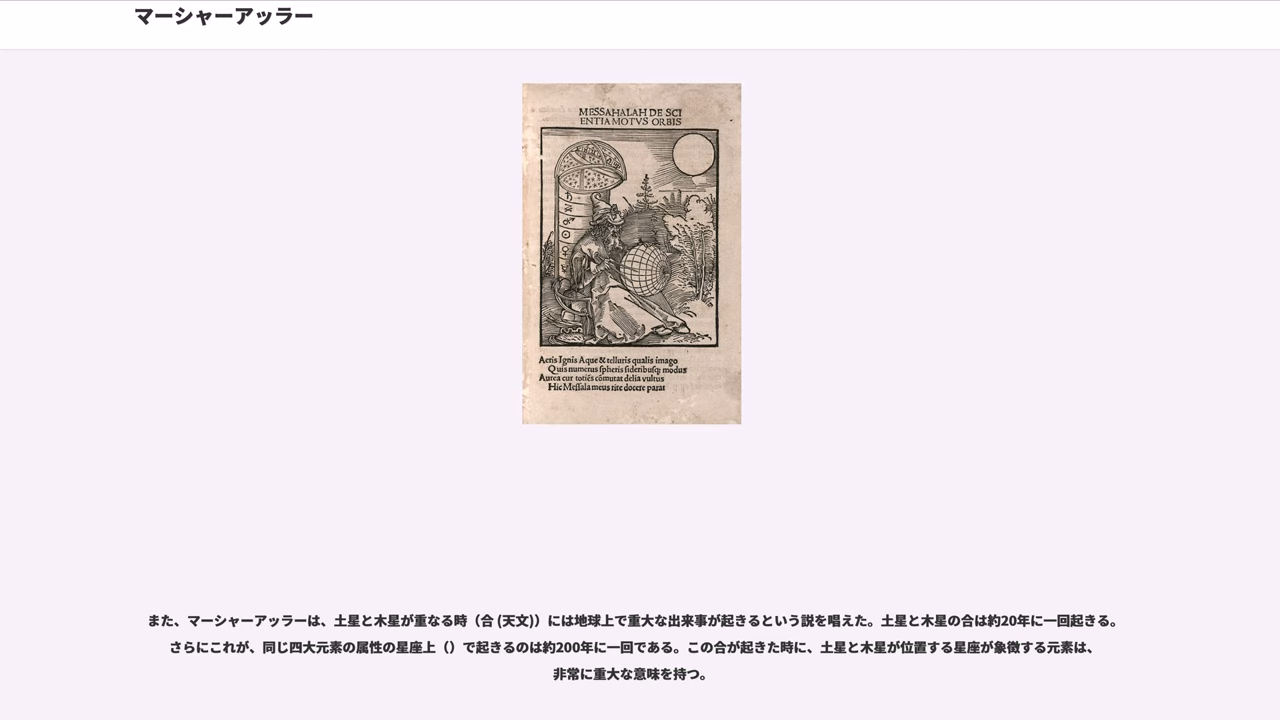 マーシャーアッラー
MESSAHALAH DE SCI
ENTIA MOTVS ORBIS
Aeris Ignis Aque & telluris qualis imago
Quis numerus spheris sideribusq; modus
Aurea cur totiēs cōmutat delia vultus
Hic Messala meus rite docere parat
また、マーシャーアッラーは、土星と木星が重なる時（合 (天文)）には地球上で重大な出来事が起きるという説を唱えた。土星と木星の合は約20年に一回起きる。
さらにこれが、同じ四大元素の属性の星座上（）で起きるのは約200年に一回である。この合が起きた時に、土星と木星が位置する星座が象徴する元素は、
非常に重大な意味を持つ。